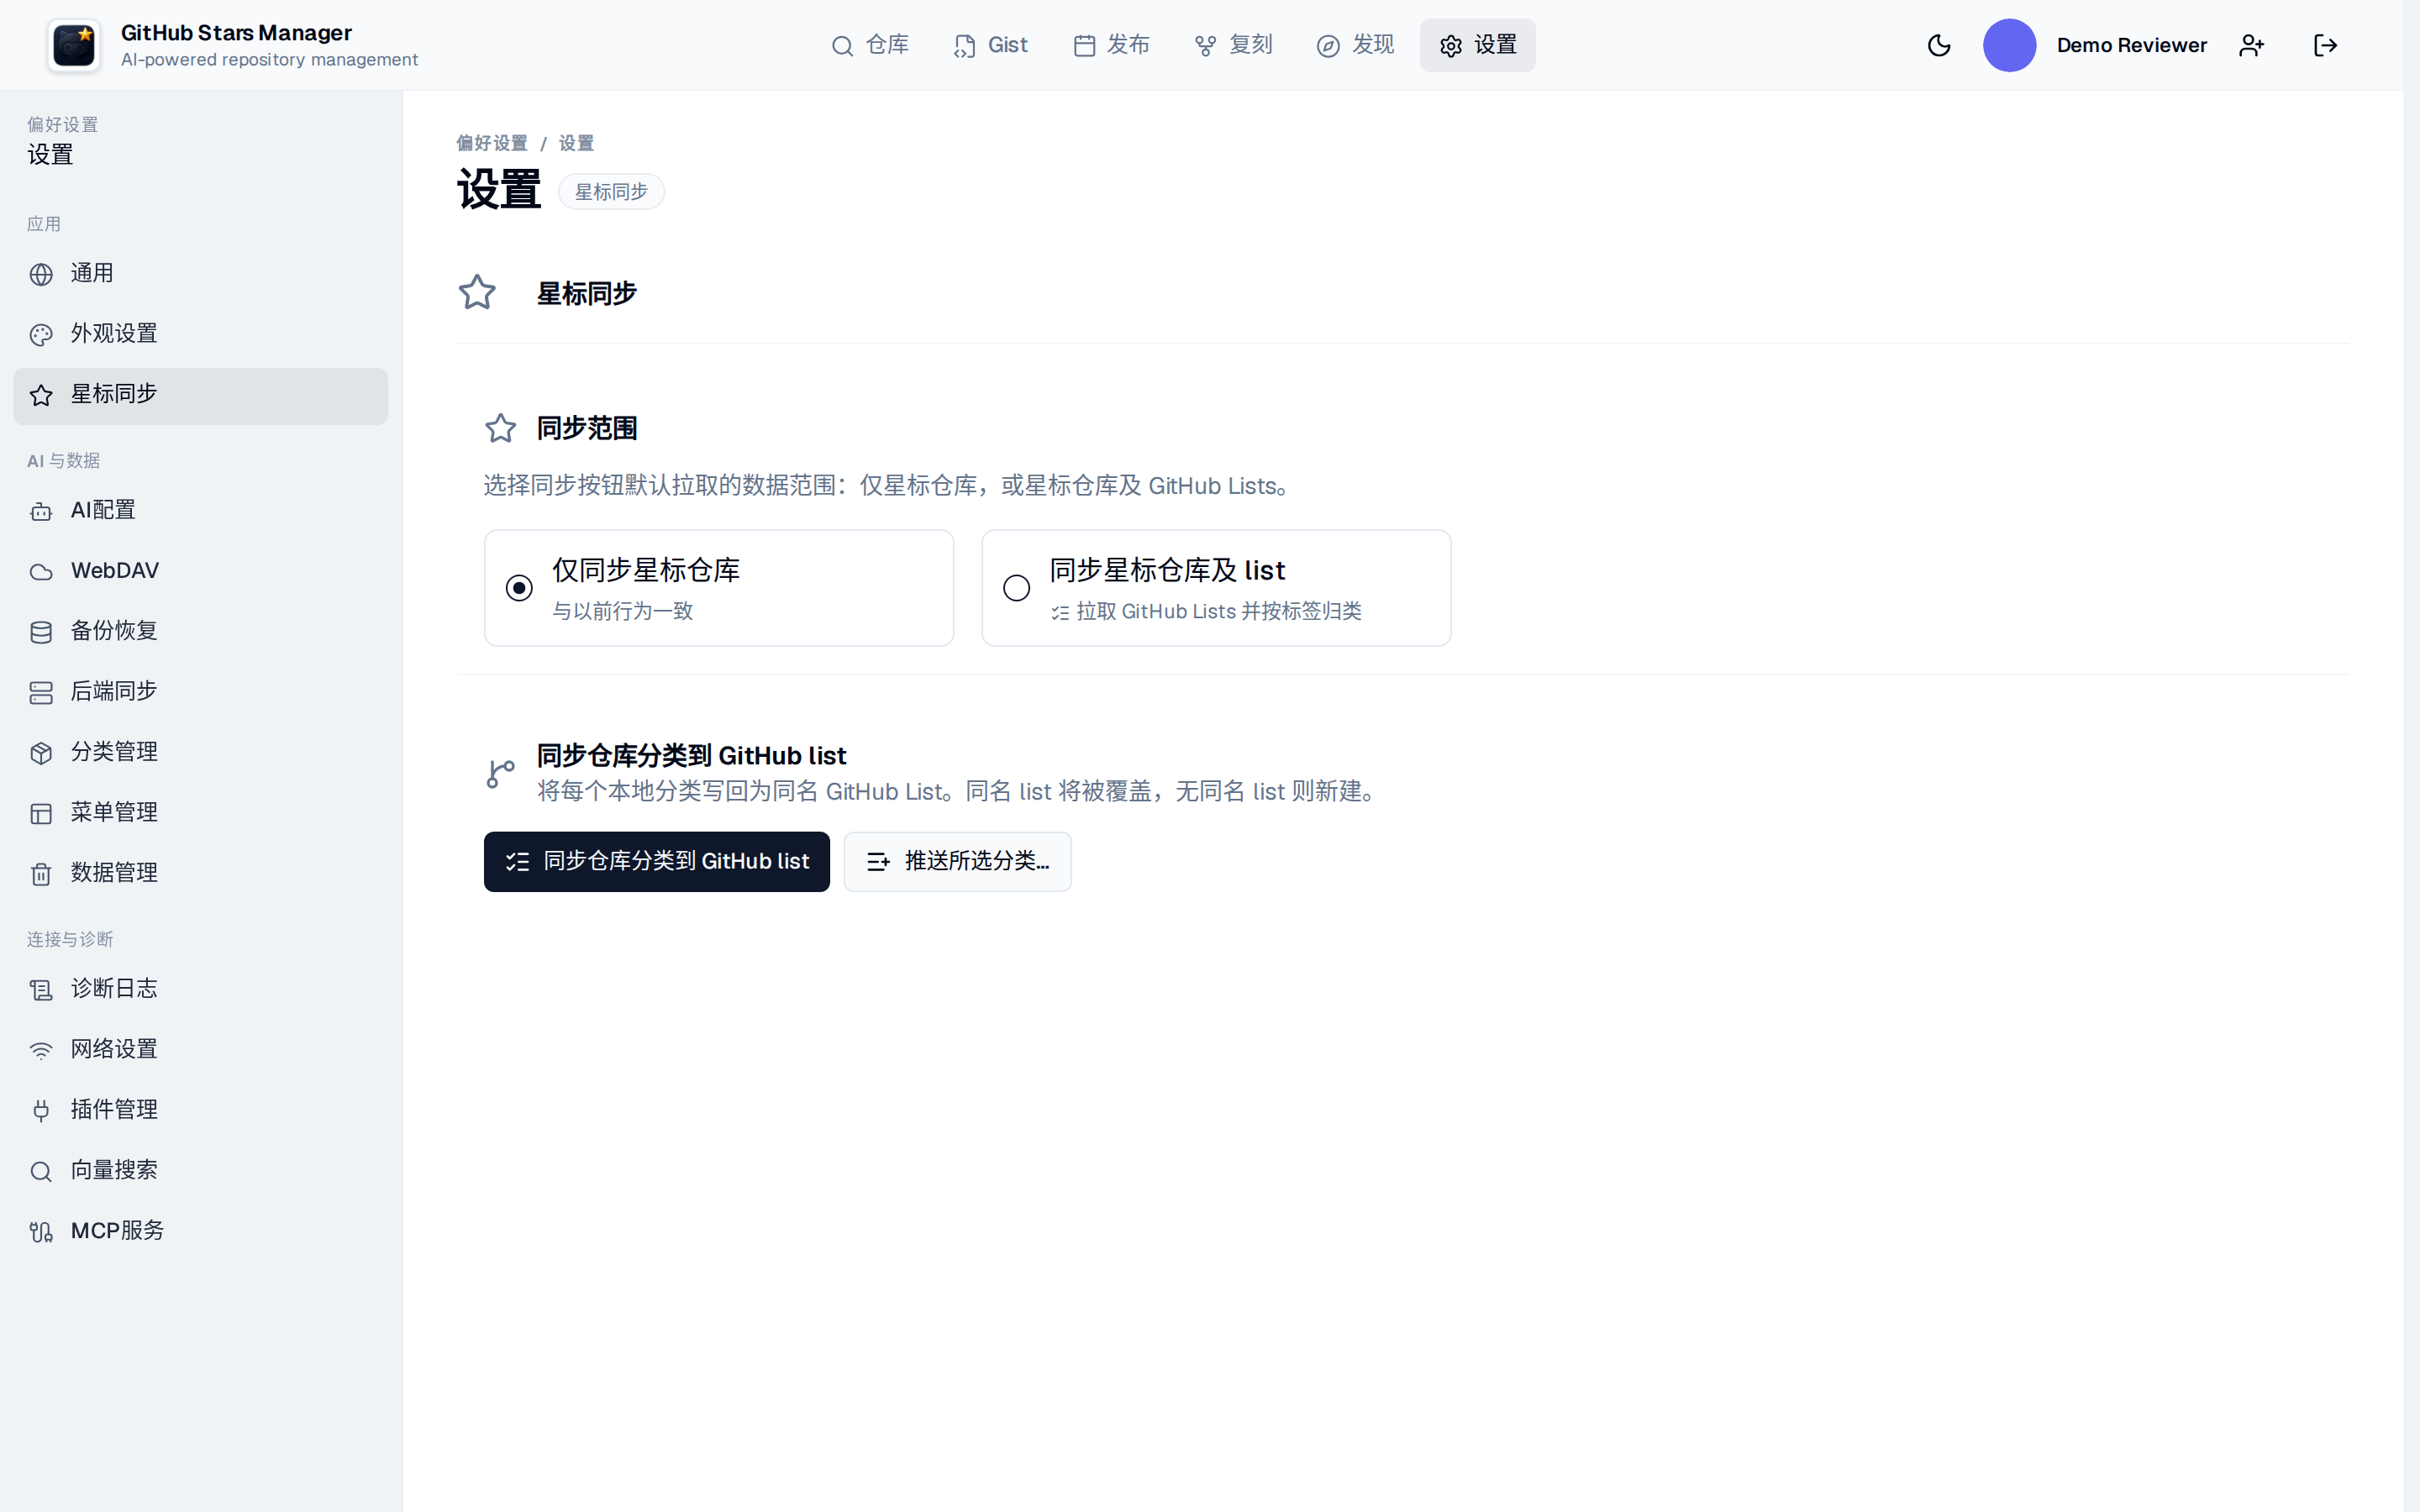 GitHub Stars Manager
AI-powered repository management
仓库
Gist
发布
复刻
发现
设置
Demo Reviewer
偏好设置
设置
应用
通用
外观设置
星标同步
AI 与数据
AI配置
WebDAV
备份恢复
后端同步
分类管理
菜单管理
数据管理
连接与诊断
诊断日志
网络设置
插件管理
向量搜索
MCP服务
偏好设置 / 设置
设置 星标同步
星标同步
同步范围
选择同步按钮默认拉取的数据范围：仅星标仓库，或星标仓库及 GitHub Lists。
仅同步星标仓库
与以前行为一致
同步星标仓库及 list
拉取 GitHub Lists 并按标签归类
同步仓库分类到 GitHub list
将每个本地分类写回为同名 GitHub List。同名 list 将被覆盖，无同名 list 则新建。
同步仓库分类到 GitHub list
推送所选分类...